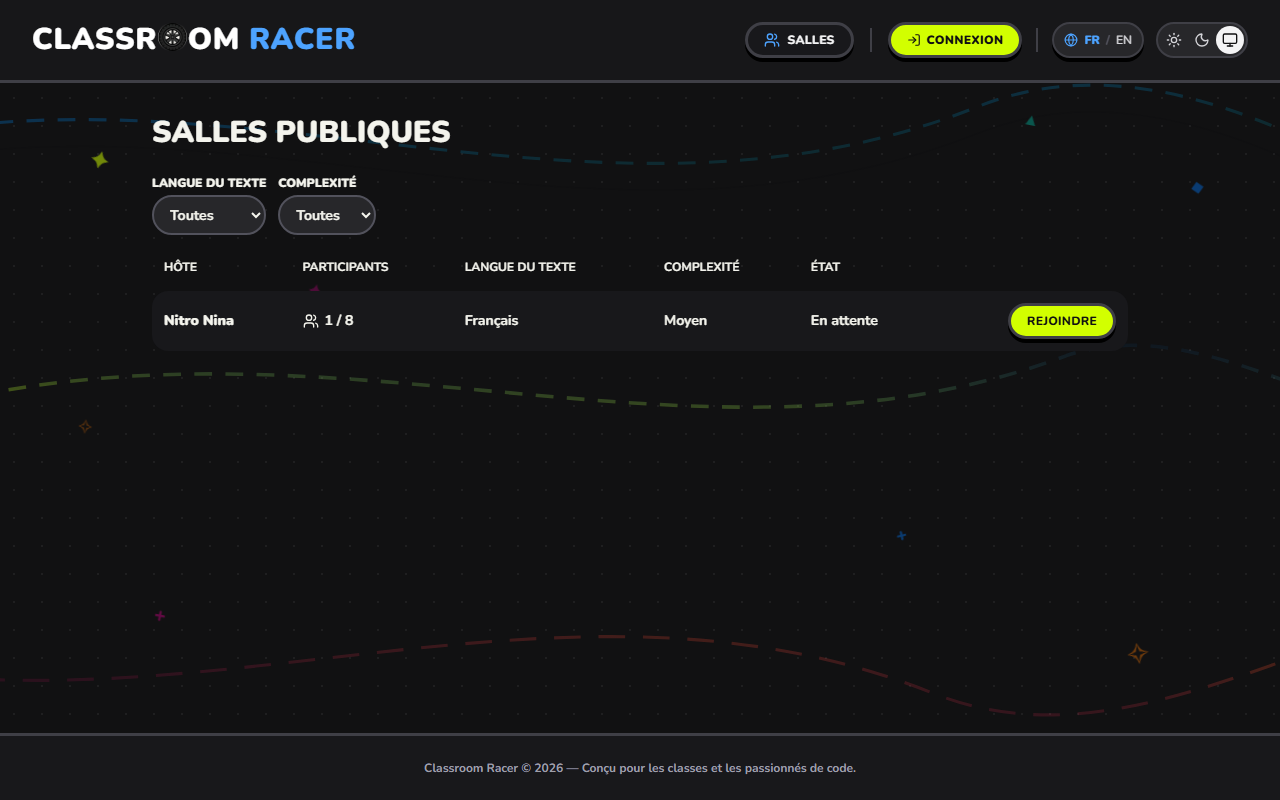 CLASSROOM RACER
SALLES
CONNEXION
FR / EN
SALLES PUBLIQUES
LANGUE DU TEXTE COMPLEXITÉ
Toutes Toutes
HÔTE PARTICIPANTS LANGUE DU TEXTE COMPLEXITÉ ÉTAT
Nitro Nina 1 / 8 Français Moyen En attente REJOINDRE
Classroom Racer © 2026 — Conçu pour les classes et les passionnés de code.